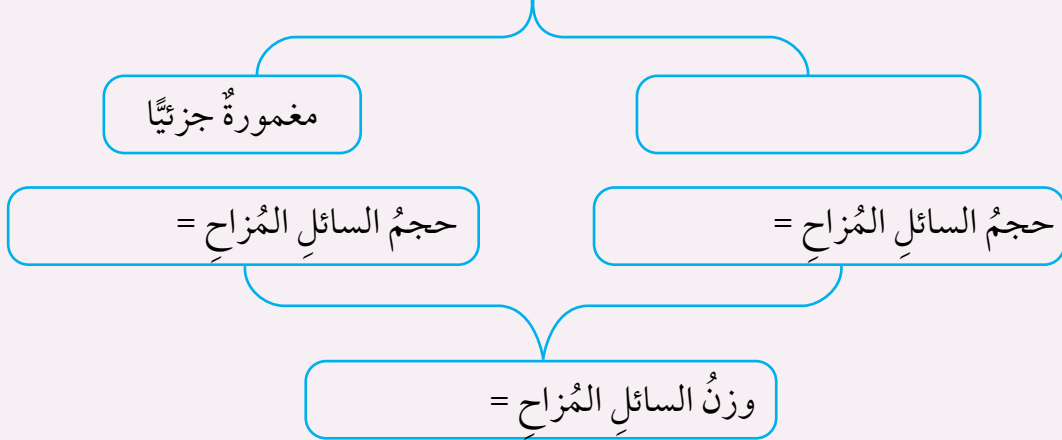 مغمورةٌ جزئيًّا
حجمُ السائلِ المُزاحِ =
حجمُ السائلِ المُزاحِ =
وزنُ السائلِ المُزاحِ =